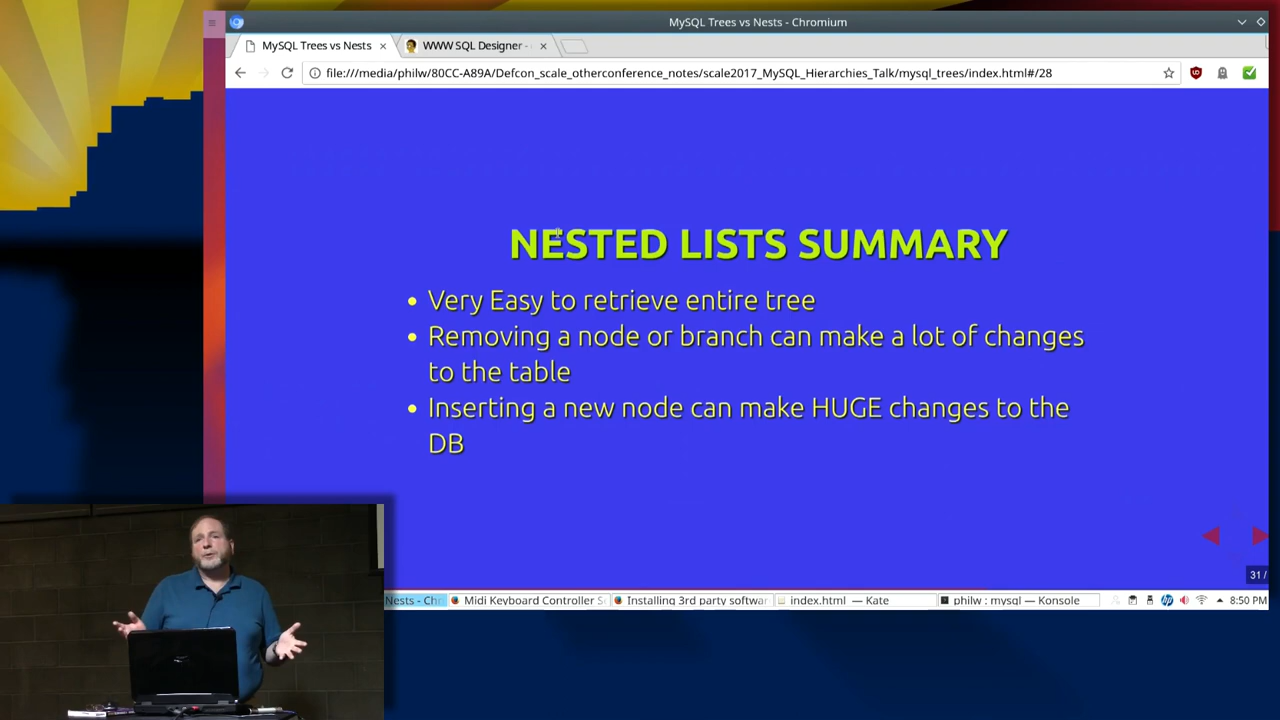 MySQL Trees vs Nests - Chromium
MySQL Trees vs Nests
WWW SQL Designer -
file:///media/philw/80CC-A89A/Defcon_scale_otherconference_notes/scale2017_MySQL_Hierarchies_Talk/mysql_trees/index.html#/28
NESTED LISTS SUMMARY
• Very Easy to retrieve entire tree
• Removing a node or branch can make a lot of changes
to the table
• Inserting a new node can make HUGE changes to the
DB
31 /
Nests - Chr
Midi Keyboard Controller S
Installing 3rd party softwar
index.html — Kate
philw : mysql — Konsole
8:50 PM